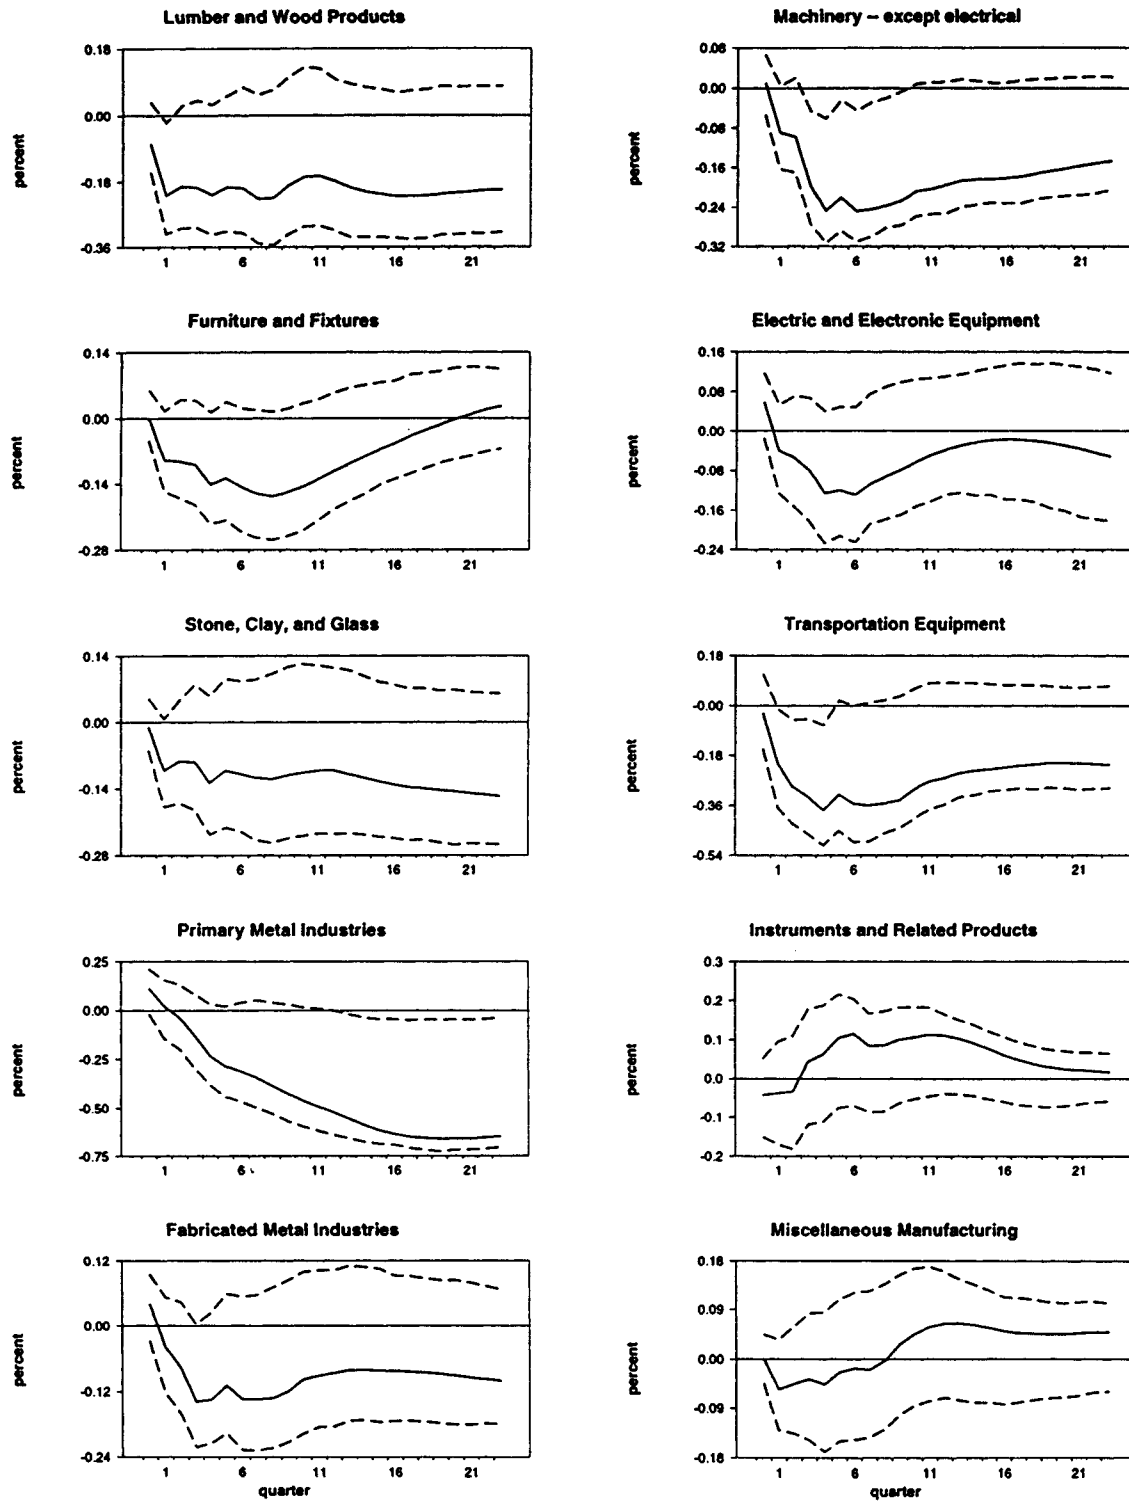 Lumber and Wood Products
percent
0.18
0.00
-0.18
-0.36
1 6 11 16 21
Machinery – except electrical
percent
0.08
0.00
-0.08
-0.16
-0.24
-0.32
1 6 11 16 21
Furniture and Fixtures
percent
0.14
0.00
-0.14
-0.28
1 6 11 16 21
Electric and Electronic Equipment
percent
0.16
0.08
0.00
-0.08
-0.16
-0.24
1 6 11 16 21
Stone, Clay, and Glass
percent
0.14
0.00
-0.14
-0.28
1 6 11 16 21
Transportation Equipment
percent
0.18
-0.00
-0.18
-0.36
-0.54
1 6 11 16 21
Primary Metal Industries
percent
0.25
0.00
-0.25
-0.50
-0.75
1 6 11 16 21
Instruments and Related Products
percent
0.3
0.2
0.1
0.0
-0.1
-0.2
1 6 11 16 21
Fabricated Metal Industries
percent
0.12
0.00
-0.12
-0.24
1 6 11 16 21
quarter
Miscellaneous Manufacturing
percent
0.18
0.09
0.00
-0.09
-0.18
1 6 11 16 21
quarter